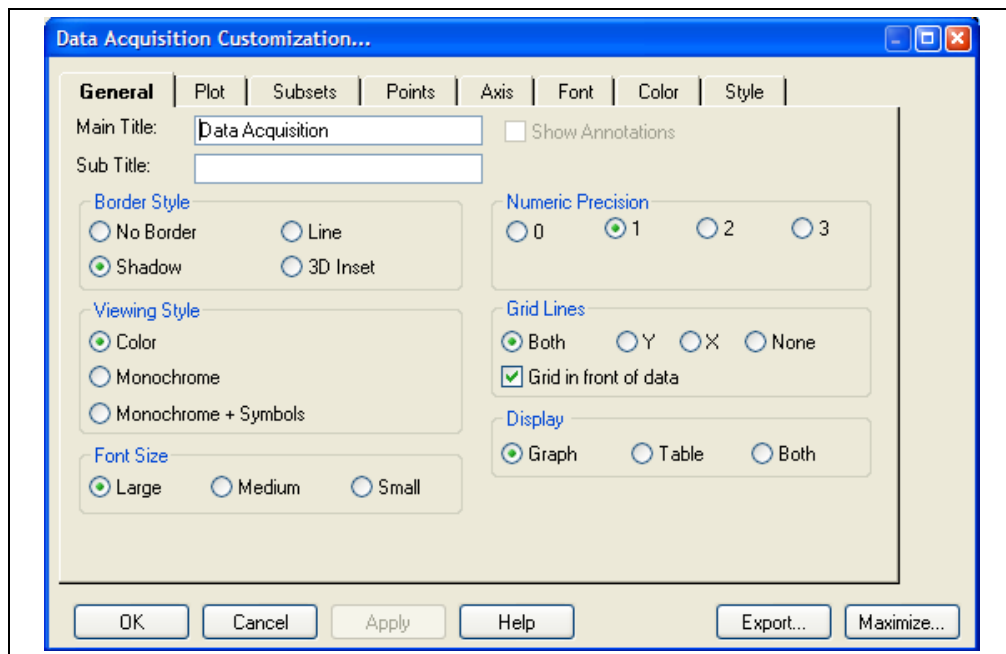 Data Acquisition Customization...
General Plot Subsets Points Axis Font Color Style
Main Title: Data Acquisition Show Annotations
Sub Title:
Border Style
No Border Line
Shadow 3D Inset
Numeric Precision
0 1 2 3
Viewing Style
Color
Monochrome
Monochrome + Symbols
Grid Lines
Both Y X None
Grid in front of data
Font Size
Large Medium Small
Display
Graph Table Both
OK Cancel Apply Help Export... Maximize...